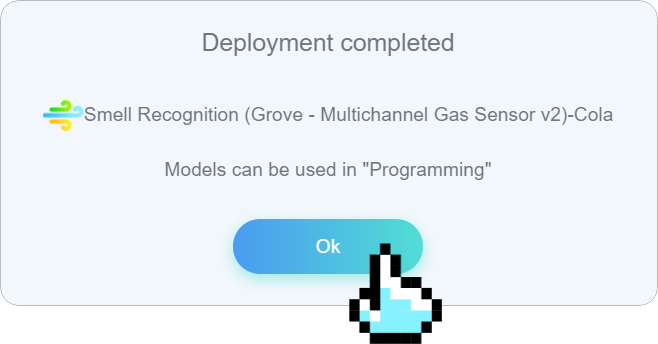 Deployment completed
Smell Recognition (Grove - Multichannel Gas Sensor v2)-Cola
Models can be used in "Programming"
Ok